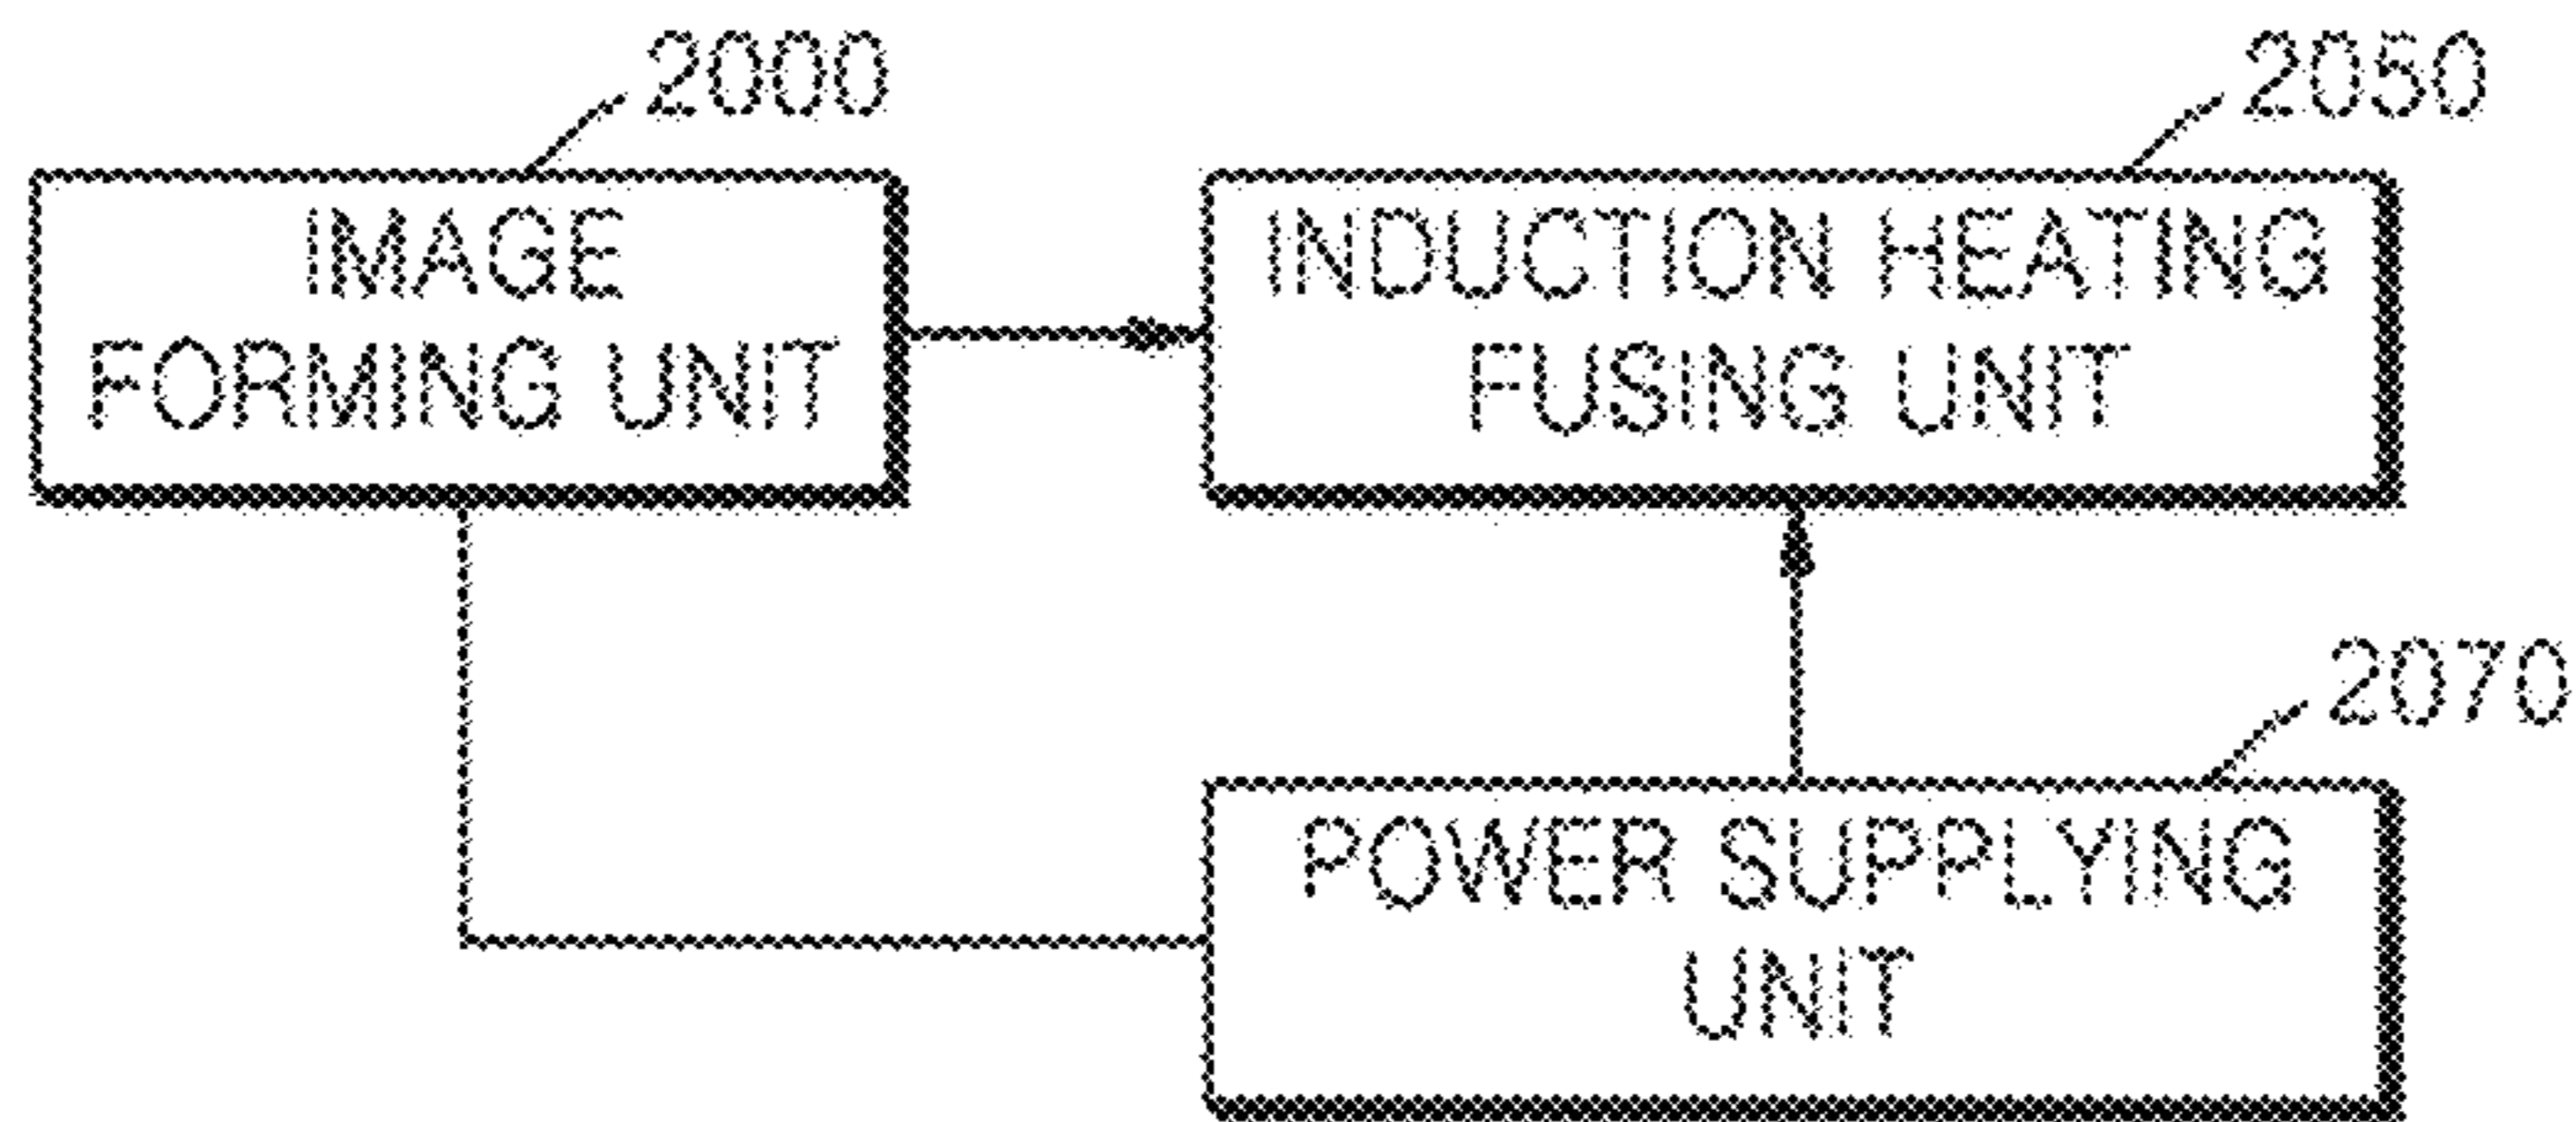 2000
IMAGE
FORMING UNIT
2050
INDUCTION HEATING
FUSING UNIT
2070
POWER SUPPLYING
UNIT